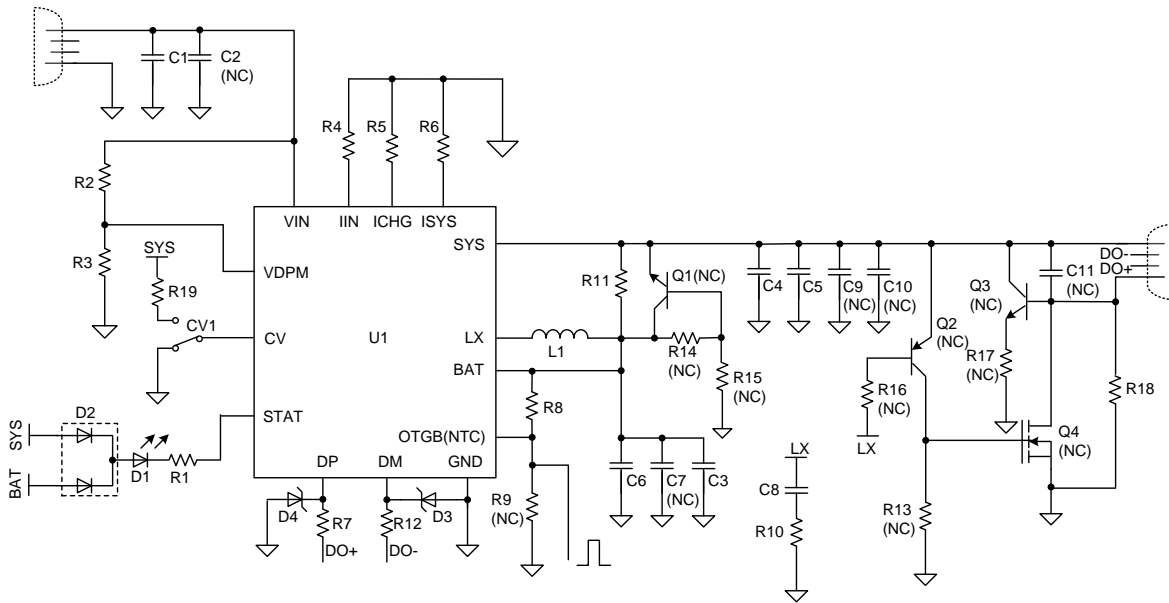 C1
C2
(NC)
R4
R5
R6
R2
R3
VIN
IIN
ICHG
ISYS
SYS
VDPM
SYS
R19
CV1
CV
U1
LX
BAT
STAT
OTGB(NTC)
DP
DM
GND
SYS
BAT
D2
D1
R1
D4
R7
DO+
R12
DO-
D3
R8
R9
(NC)
L1
R11
Q1(NC)
R14
(NC)
R15
(NC)
C6
C7
(NC)
C3
C4
C5
C9
(NC)
C10
(NC)
LX
C8
R10
Q2
(NC)
R16
(NC)
LX
R13
(NC)
Q3
(NC)
R17
(NC)
C11
(NC)
DO-
DO+
R18
Q4
(NC)